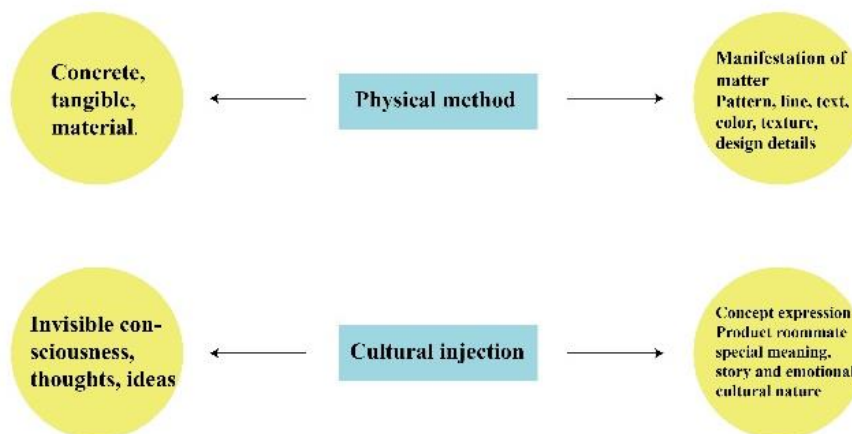 Concrete,
tangible,
material.
Physical method
Manifestation of
matter
Pattern, line, text,
color, texture,
design details
Invisible con-
sciousness,
thoughts, ideas
Cultural injection
Concept expression
Product roommate
special meaning,
story and emotional
cultural nature